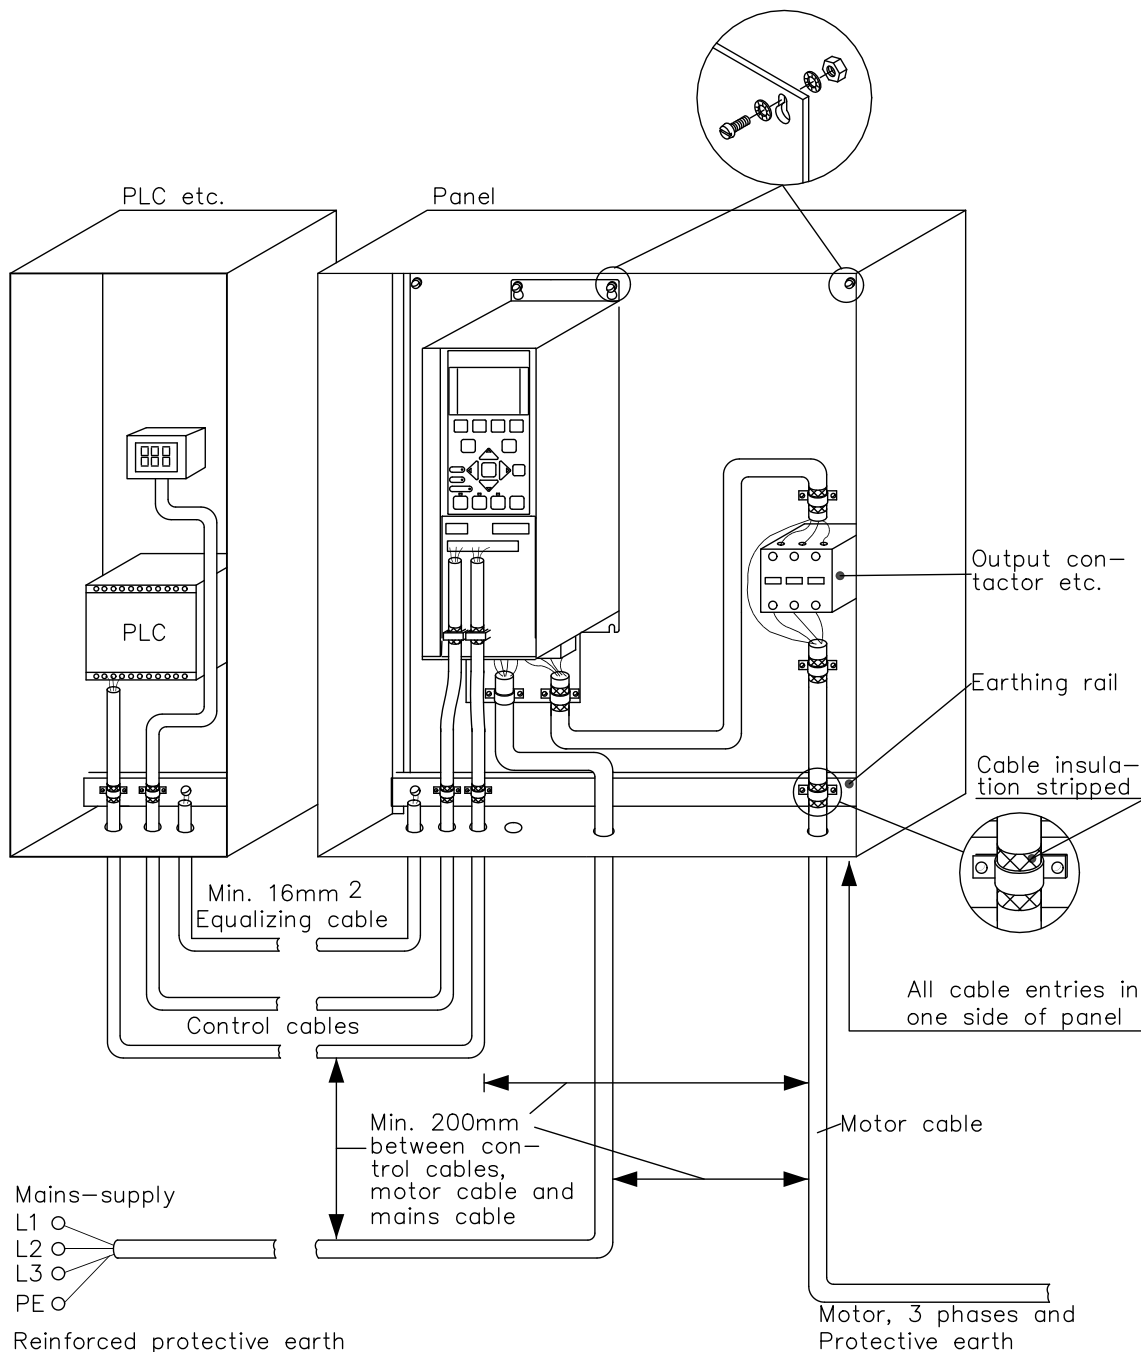 PLC etc.
Panel
PLC
Output con-
tactor etc.
Earthing rail
Cable insula-
tion stripped
Min. 16mm 2
Equalizing cable
All cable entries in
one side of panel
Control cables
Min. 200mm
between con-
trol cables,
motor cable and
mains cable
Motor cable
Mains-supply
L1
L2
L3
PE
Reinforced protective earth
Motor, 3 phases and
Protective earth